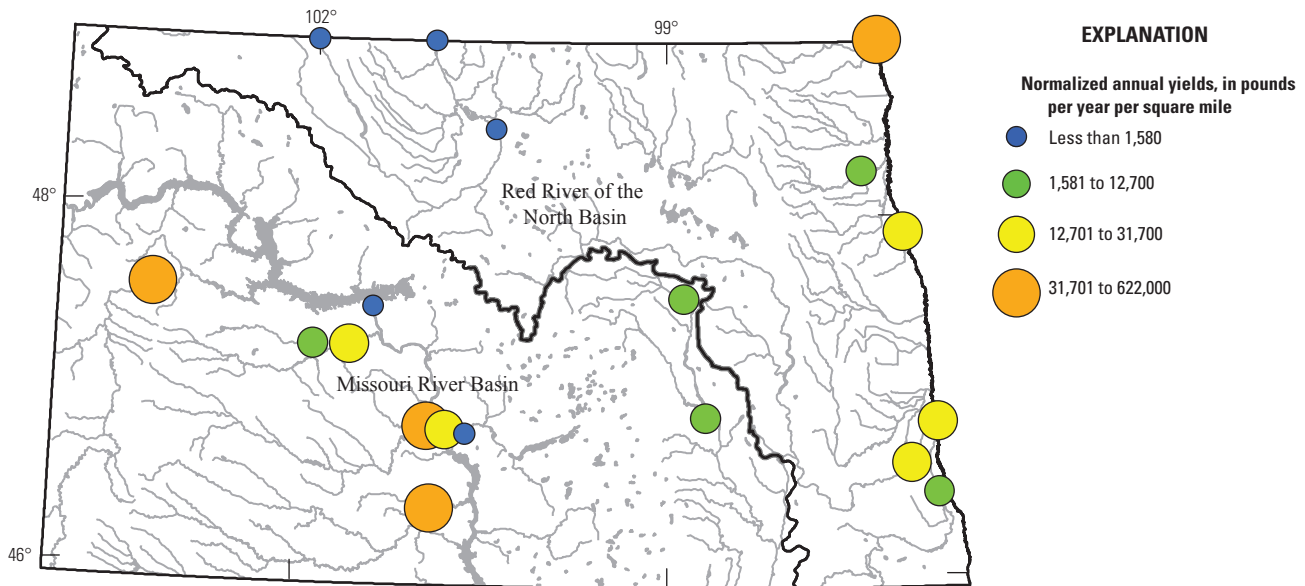 102°
99°
48°
46°
Red River of the
North Basin
Missouri River Basin
EXPLANATION
Normalized annual yields, in pounds
per year per square mile
Less than 1,580
1,581 to 12,700
12,701 to 31,700
31,701 to 622,000